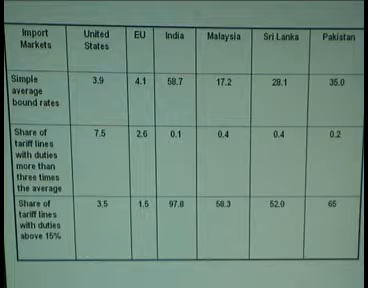 Import Markets United States EU India Malaysia Sri Lanka Pakistan
Simple average bound rates 3.9 4.1 58.7 17.2 28.1 35.0
Share of tariff lines with duties more than three times the average 7.5 2.6 0.1 0.4 0.4 0.2
Share of tariff lines with duties above 15% 3.5 1.5 97.8 58.3 52.0 65